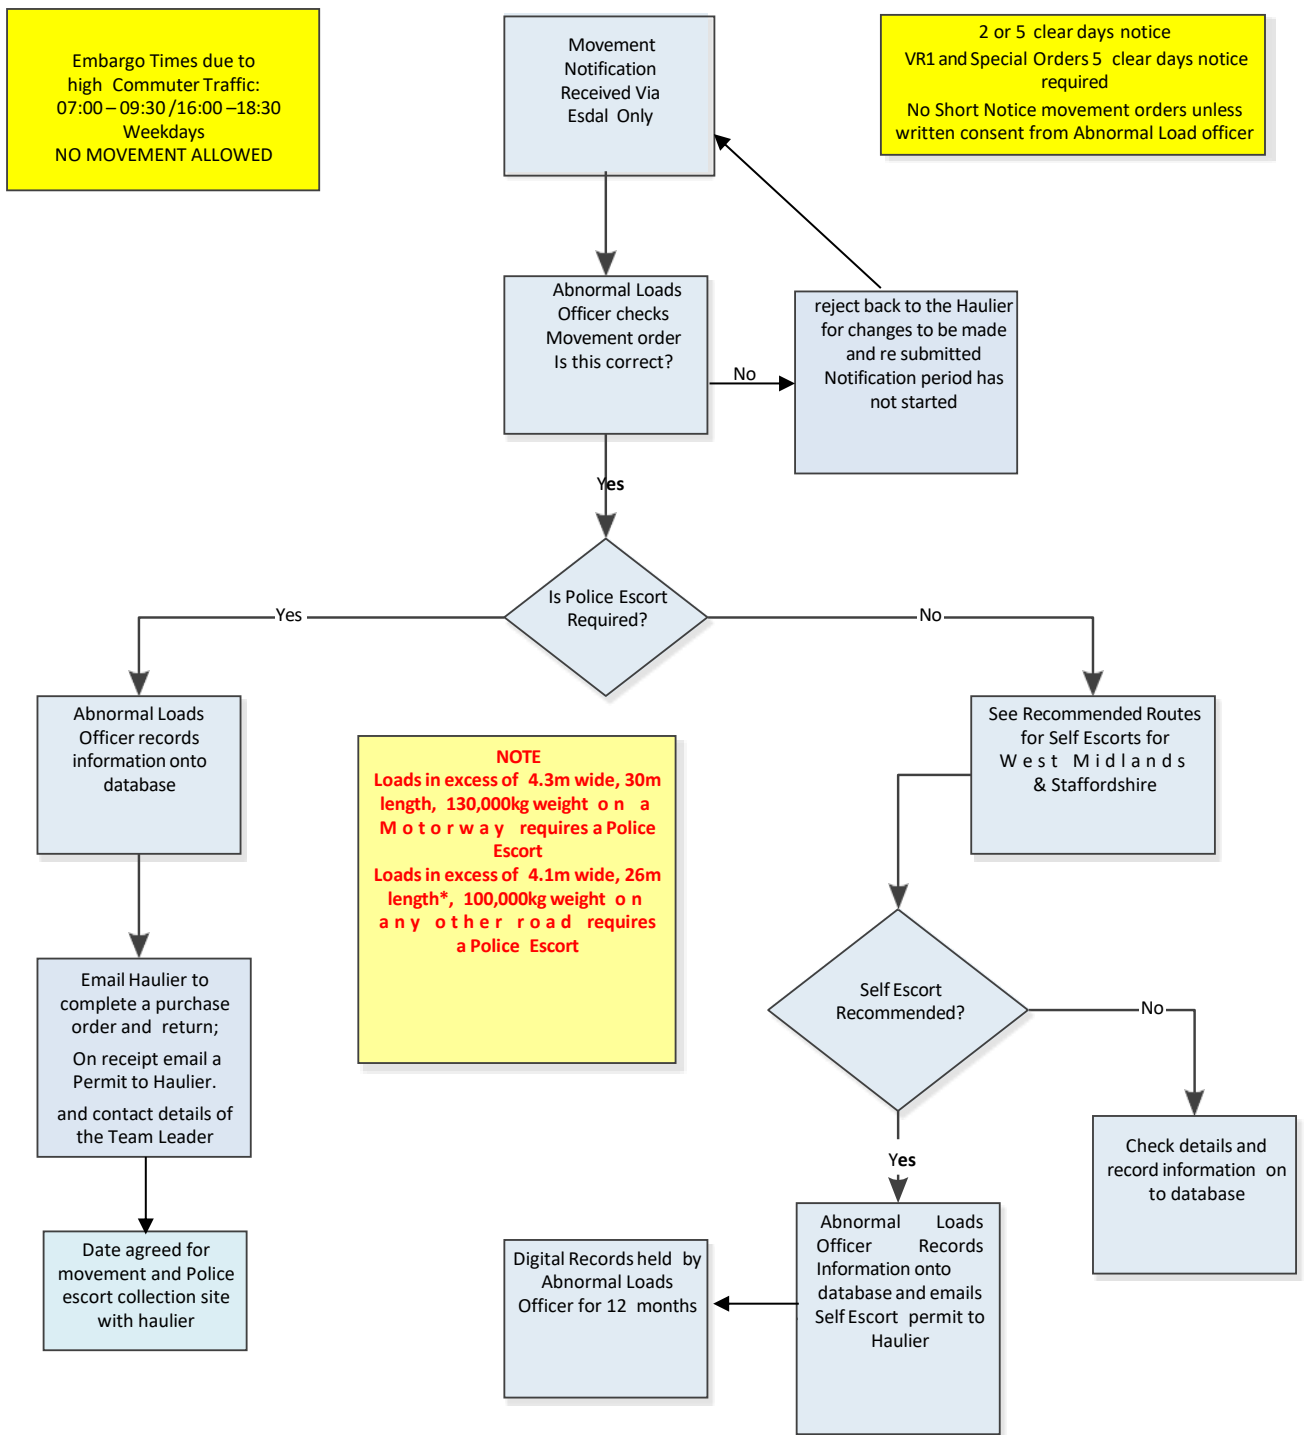 Embargo Times due to
high Commuter Traffic:
07:00 – 09:30 /16:00 –18:30
Weekdays
NO MOVEMENT ALLOWED
Movement
Notification
Received Via
Esdal Only
2 or 5 clear days notice
VR1 and Special Orders 5 clear days notice
required
No Short Notice movement orders unless
written consent from Abnormal Load officer
Abnormal Loads
Officer checks
Movement order
Is this correct?
No
reject back to the Haulier
for changes to be made
and re submitted
Notification period has
not started
Yes
Is Police Escort
Required?
Yes
No
Abnormal Loads
Officer records
information onto
database
NOTE
Loads in excess of 4.3m wide, 30m
length, 130,000kg weight on a
Motorway requires a Police
Escort
Loads in excess of 4.1m wide, 26m
length*, 100,000kg weight on
any other road requires
a Police Escort
See Recommended Routes
for Self Escorts for
West Midlands
& Staffordshire
Email Haulier to
complete a purchase
order and return;
On receipt email a
Permit to Haulier.
and contact details of
the Team Leader
Self Escort
Recommended?
No
Yes
Check details and
record information on
to database
Date agreed for
movement and Police
escort collection site
with haulier
Digital Records held by
Abnormal Loads
Officer for 12 months
Abnormal Loads
Officer Records
Information onto
database and emails
Self Escort permit to
Haulier